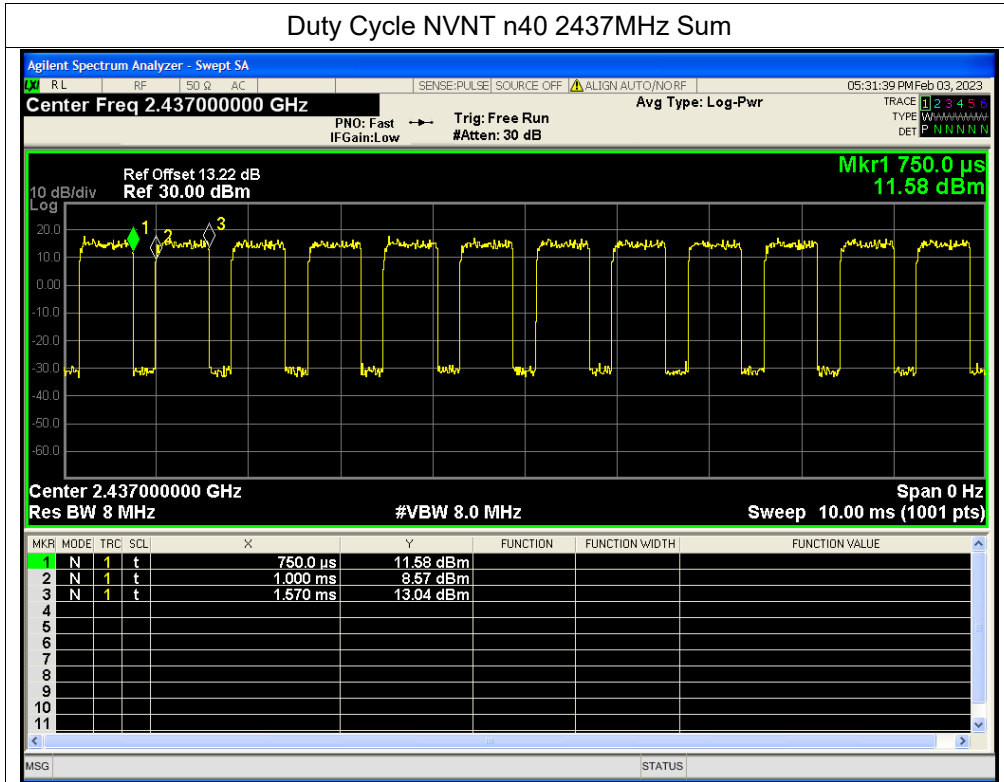 Duty Cycle NVNT n40 2437MHz Sum
Agilent Spectrum Analyzer - Swept SA
LXI RL RF 50 Ω AC SENSE:PULSE SOURCE OFF ALIGN AUTO/NO RF 05:31:39 PM Feb 03, 2023
Center Freq 2.437000000 GHz Avg Type: Log-Pwr TRACE 1 2 3 4 5 6
PNO: Fast Trig: Free Run TYPE WWWWWW
IFGain:Low #Atten: 30 dB DET P N N N N N
Mkr1 750.0 µs
Ref Offset 13.22 dB
10 dB/div Ref 30.00 dBm 11.58 dBm
Log
20.0
10.0
0.00
-10.0
-20.0
-30.0
-40.0
-50.0
-60.0
1 2 3
Center 2.437000000 GHz Span 0 Hz
Res BW 8 MHz #VBW 8.0 MHz Sweep 10.00 ms (1001 pts)
MKR MODE TRC SCL X Y FUNCTION FUNCTION WIDTH FUNCTION VALUE
1 N 1 t 750.0 µs 11.58 dBm
2 N 1 t 1.000 ms 8.57 dBm
3 N 1 t 1.570 ms 13.04 dBm
4
5
6
7
8
9
10
11
MSG STATUS